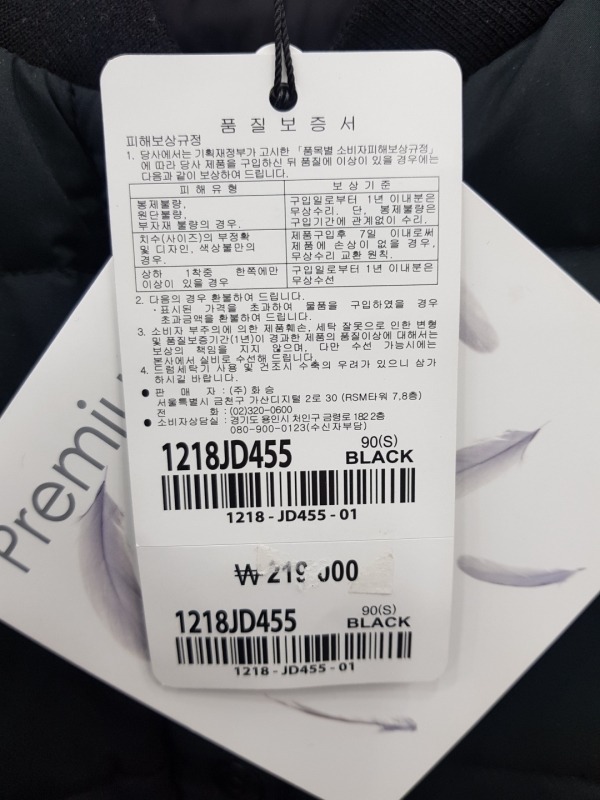 품질보증서
피해보상규정
1. 당사에서는 기획재정부가 고시한 「품목별 소비자피해보상규정」
에 따라 당사 제품을 구입하신 뒤 품질에 이상이 있을 경우에는
다음과 같이 보상하여 드립니다.
피 해 유 형 보 상 기 준
봉제불량,
원단불량,
부자재 불량의 경우.
구입일로부터 1년 이내분은
무상수리. 단, 봉제불량은
구입기간에 관계없이 수리.
치수(사이즈)의 부정확
및 디자인, 색상불만의
경우.
제품구입후 7일 이내로써
제품에 손상이 없을 경우,
무상수리 교환 원칙.
상하 1착중 한쪽에만
이상이 있을 경우
구입일로부터 1년 이내분은
무상수선
2. 다음의 경우 환불하여 드립니다.
·표시된 가격을 초과하여 물품을 구입하였을 경우
초과금액을 환불하여 드립니다.
3. 소비자 부주의에 의한 제품훼손, 세탁 잘못으로 인한 변형
및 품질보증기간(1년)이 경과한 제품의 품질이상에 대해서는
보상의 책임을 지지 않으며, 다만 수선 가능시에는
본사에서 실비로 수선해 드립니다.
4. 드럼세탁기 사용 및 건조시 수축의 우려가 있으니 삼가
하시길 바랍니다.
● 판 매 자 : (주) 화 승
서울특별시 금천구 가산디지털 2로 30 (RSM타워 7,8층)
전 화 : (02)320-0600
● 소비자상담실 : 경기도 용인시 처인구 금령로 182 2층
080-900-0123(수신자부담)
1218JD455 90(S)
BLACK
1218 - JD455 - 01
₩ 219 000
1218JD455 90(S)
BLACK
1218 - JD455 - 01